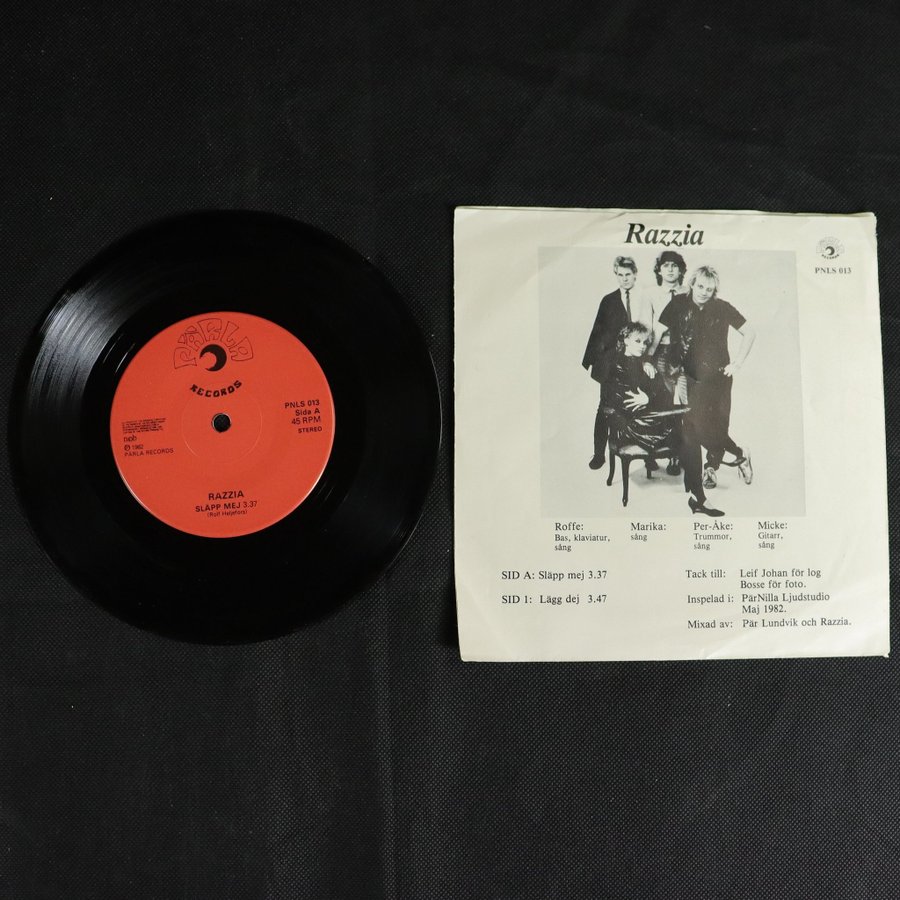 PÄRLA
RECORDS
PNLS 013
Sida A
45 RPM
STEREO
ncb
Ⓟ 1982
PÄRLA RECORDS
RAZZIA
SLÄPP MEJ 3.37
(Rolf Heijefors)
Razzia
RECORDS
PNLS 013
Roffe:
Bas, klaviatur,
sång
Marika:
sång
Per-Åke:
Trummor,
sång
Micke:
Gitarr,
sång
SID A: Släpp mej 3.37
SID 1: Lägg dej 3.47
Tack till: Leif Johan för log
Bosse för foto.
Inspelad i: PärNilla Ljudstudio
Maj 1982.
Mixad av: Pär Lundvik och Razzia.